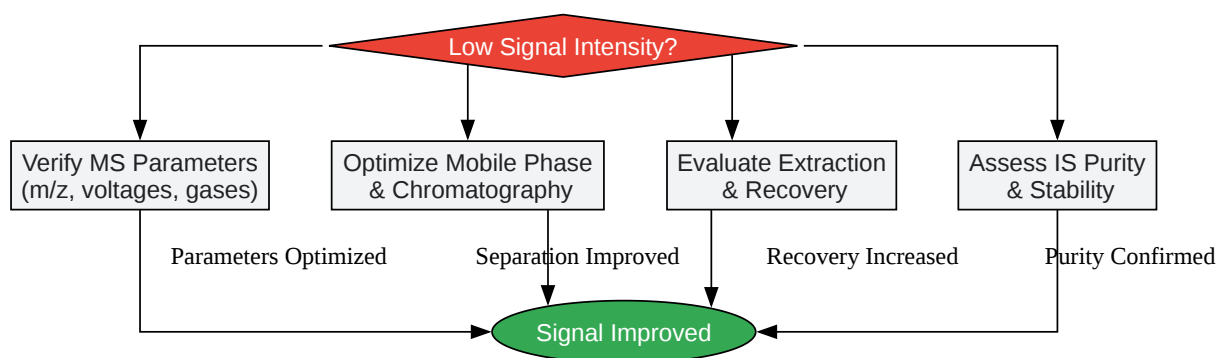 Low Signal Intensity?
Verify MS Parameters
(m/z, voltages, gases)
Optimize Mobile Phase
& Chromatography
Evaluate Extraction
& Recovery
Assess IS Purity
& Stability
Parameters Optimized
Separation Improved
Recovery Increased
Purity Confirmed
Signal Improved